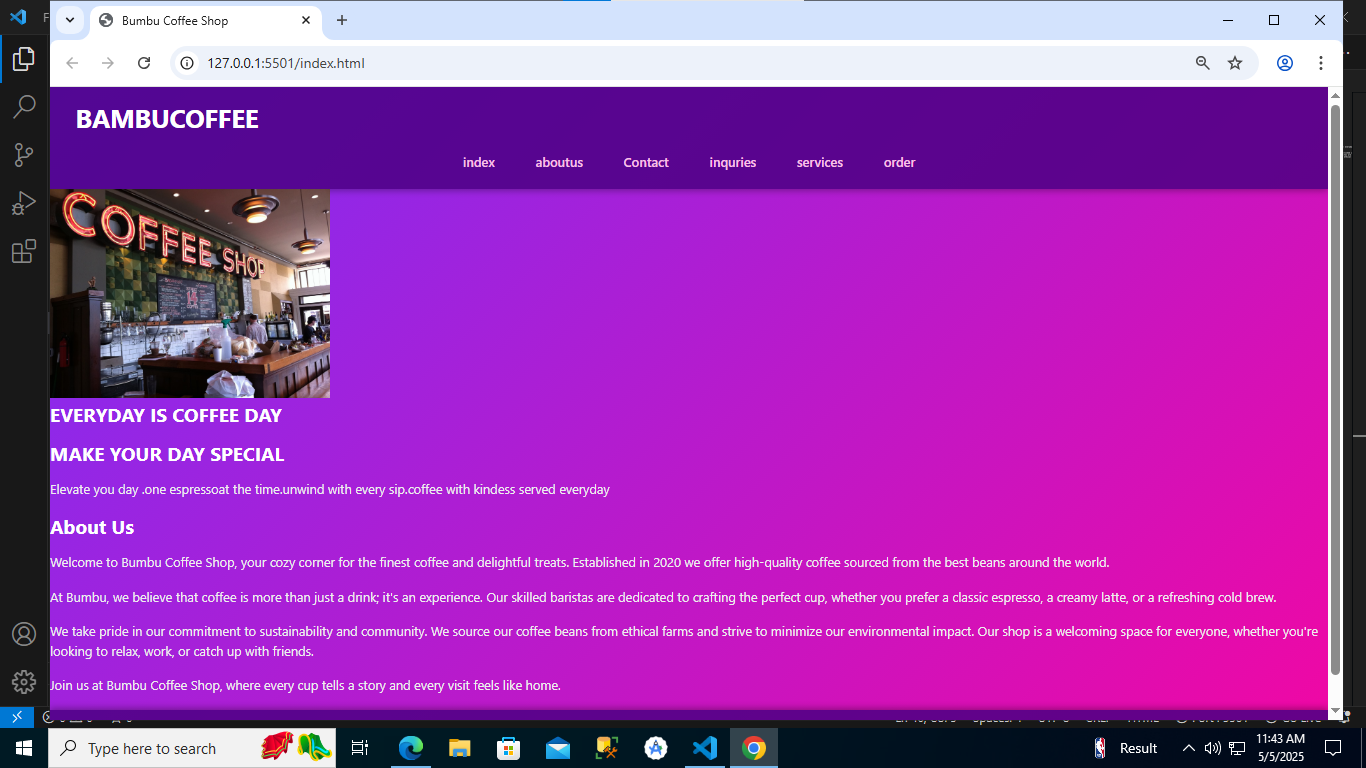 Bumbu Coffee Shop
127.0.0.1:5501/index.html
BAMBUCOFFEE
index aboutus Contact inquries services order
COFFEE SHOP
EVERYDAY IS COFFEE DAY
MAKE YOUR DAY SPECIAL
Elevate you day .one espressoat the time.unwind with every sip.coffee with kindess served everyday
About Us
Welcome to Bumbu Coffee Shop, your cozy corner for the finest coffee and delightful treats. Established in 2020 we offer high-quality coffee sourced from the best beans around the world.
At Bumbu, we believe that coffee is more than just a drink; it's an experience. Our skilled baristas are dedicated to crafting the perfect cup, whether you prefer a classic espresso, a creamy latte, or a refreshing cold brew.
We take pride in our commitment to sustainability and community. We source our coffee beans from ethical farms and strive to minimize our environmental impact. Our shop is a welcoming space for everyone, whether you're
looking to relax, work, or catch up with friends.
Join us at Bumbu Coffee Shop, where every cup tells a story and every visit feels like home.
Type here to search
Result
11:43 AM
5/5/2025